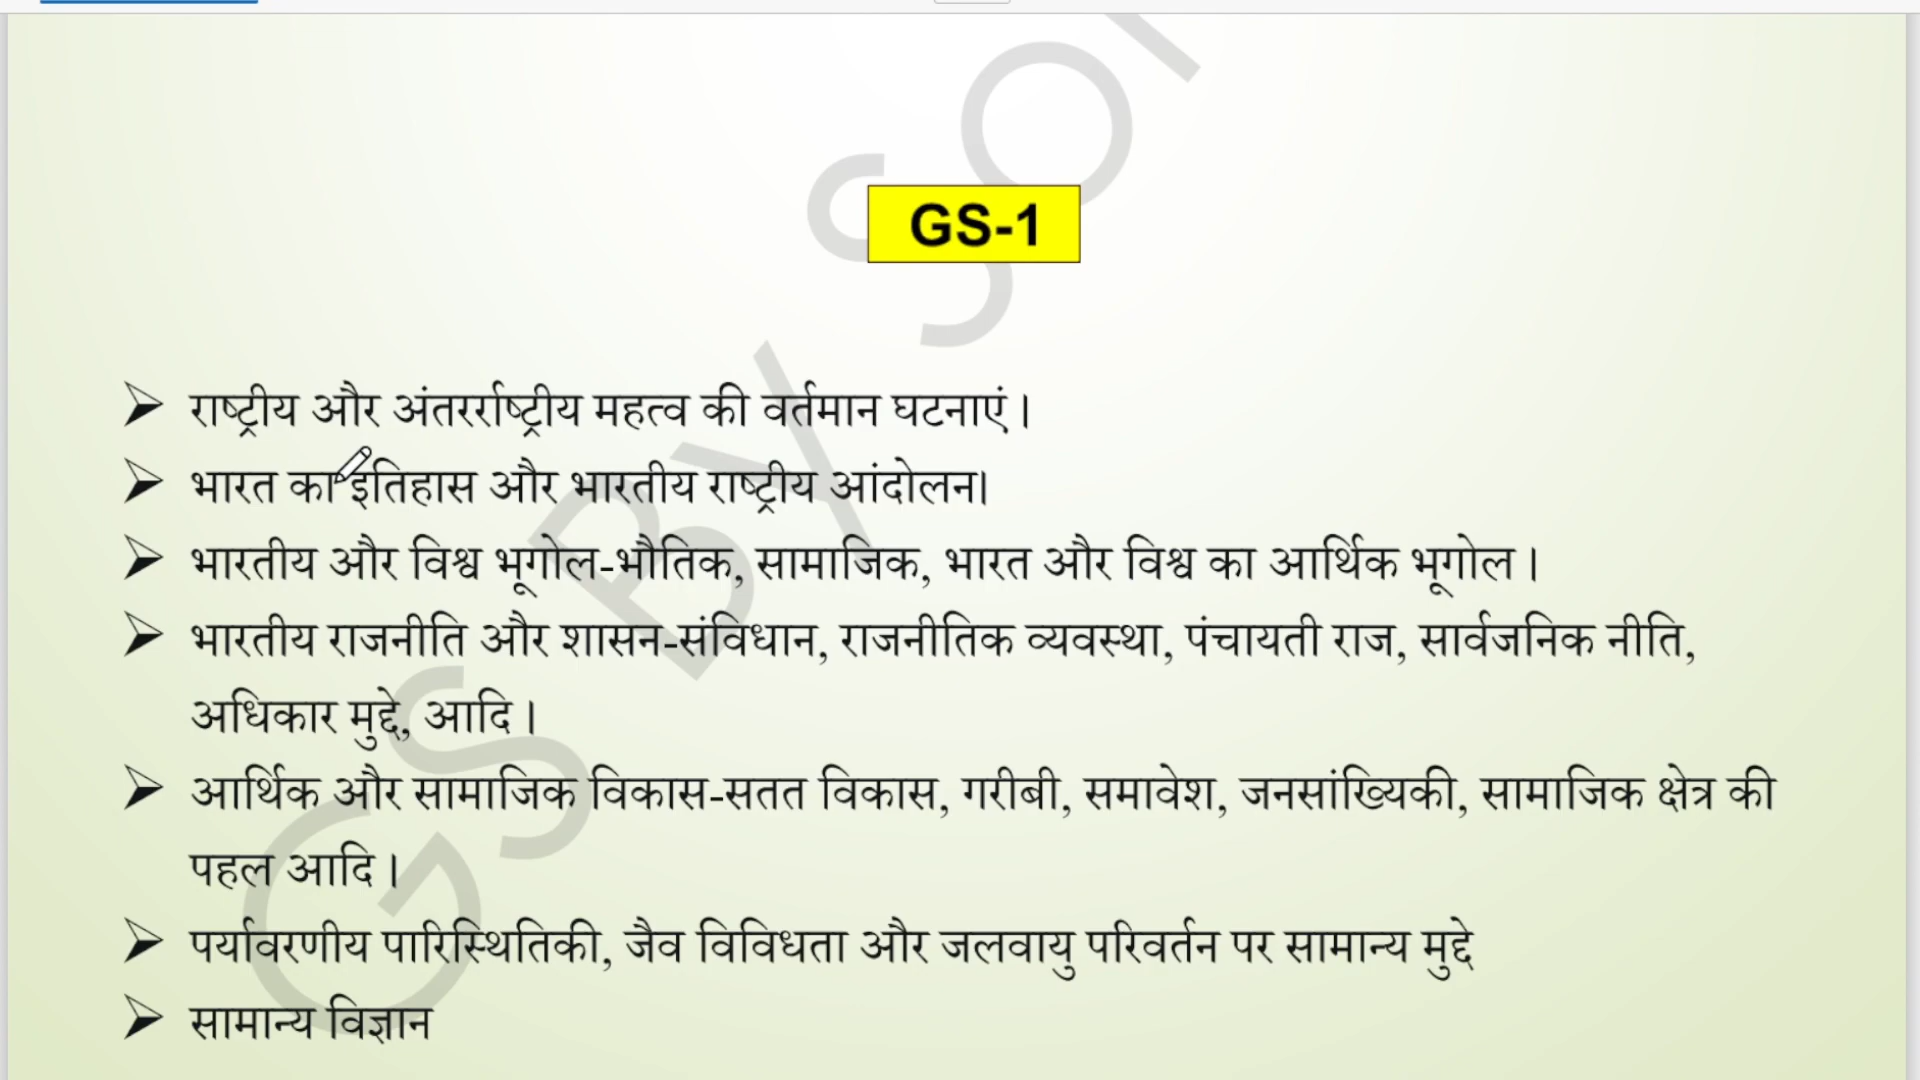 GS-1
राष्ट्रीय और अंतरर्राष्ट्रीय महत्व की वर्तमान घटनाएं।
भारत का इतिहास और भारतीय राष्ट्रीय आंदोलन।
भारतीय और विश्व भूगोल-भौतिक, सामाजिक, भारत और विश्व का आर्थिक भूगोल।
भारतीय राजनीति और शासन-संविधान, राजनीतिक व्यवस्था, पंचायती राज, सार्वजनिक नीति,
अधिकार मुद्दे, आदि।
आर्थिक और सामाजिक विकास-सतत विकास, गरीबी, समावेश, जनसांख्यिकी, सामाजिक क्षेत्र की
पहल आदि।
पर्यावरणीय पारिस्थितिकी, जैव विविधता और जलवायु परिवर्तन पर सामान्य मुद्दे
सामान्य विज्ञान
GS By